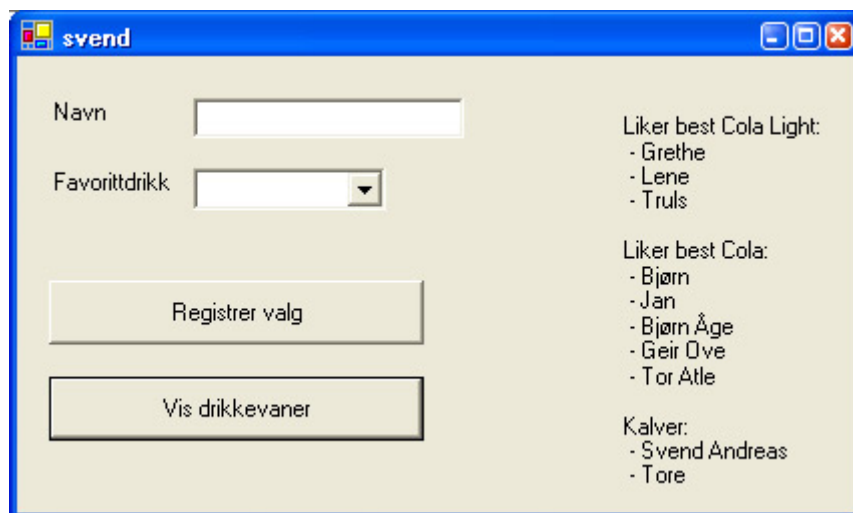 svend
Navn
Favorittdrikk
Registrer valg
Vis drikkevaner
Liker best Cola Light:
- Grethe
- Lene
- Truls
Liker best Cola:
- Bjørn
- Jan
- Bjørn Åge
- Geir Ove
- Tor Atle
Kalver:
- Svend Andreas
- Tore